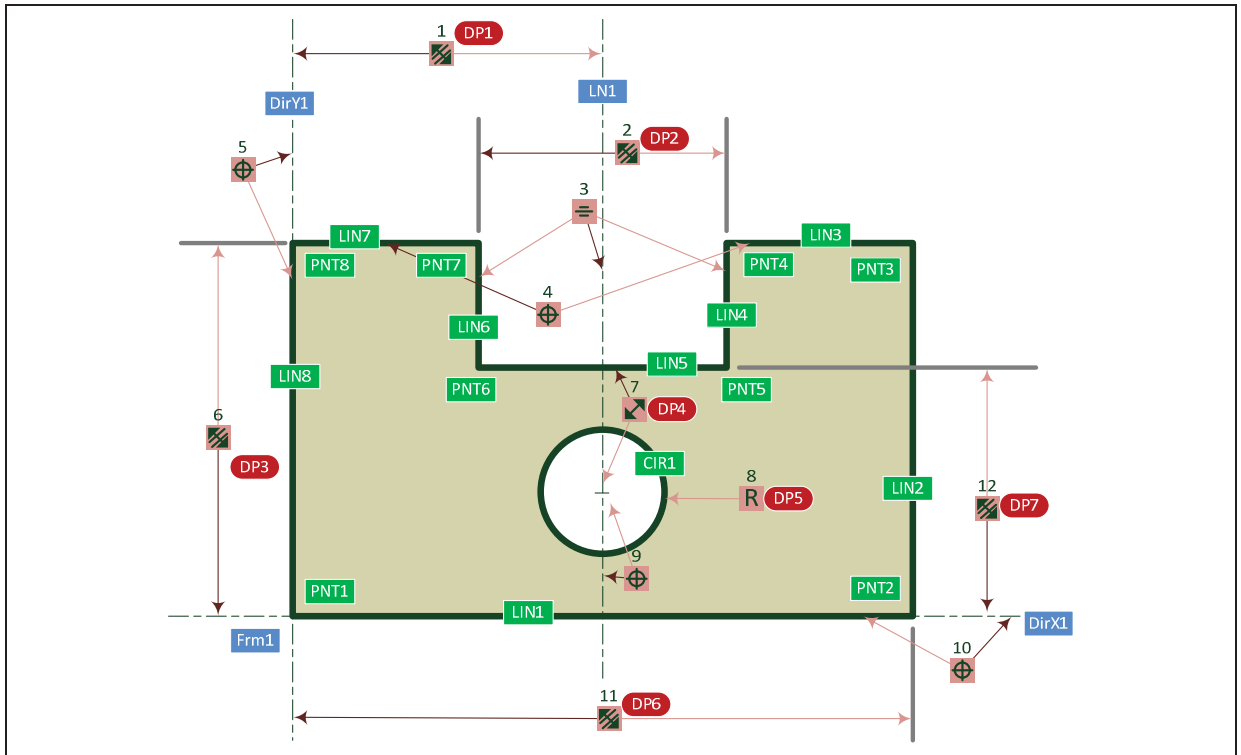 1 DP1
LN1
DirY1
2 DP2
5
3
LIN7 LIN3
PNT8 PNT7 PNT4 PNT3
4
LIN6 LIN4
LIN5
LIN8
PNT6 7 PNT5
DP4
6
DP3
CIR1
8
R DP5
LIN2
12
DP7
9
PNT1 PNT2
LIN1
Frm1 DirX1
10
11 DP6